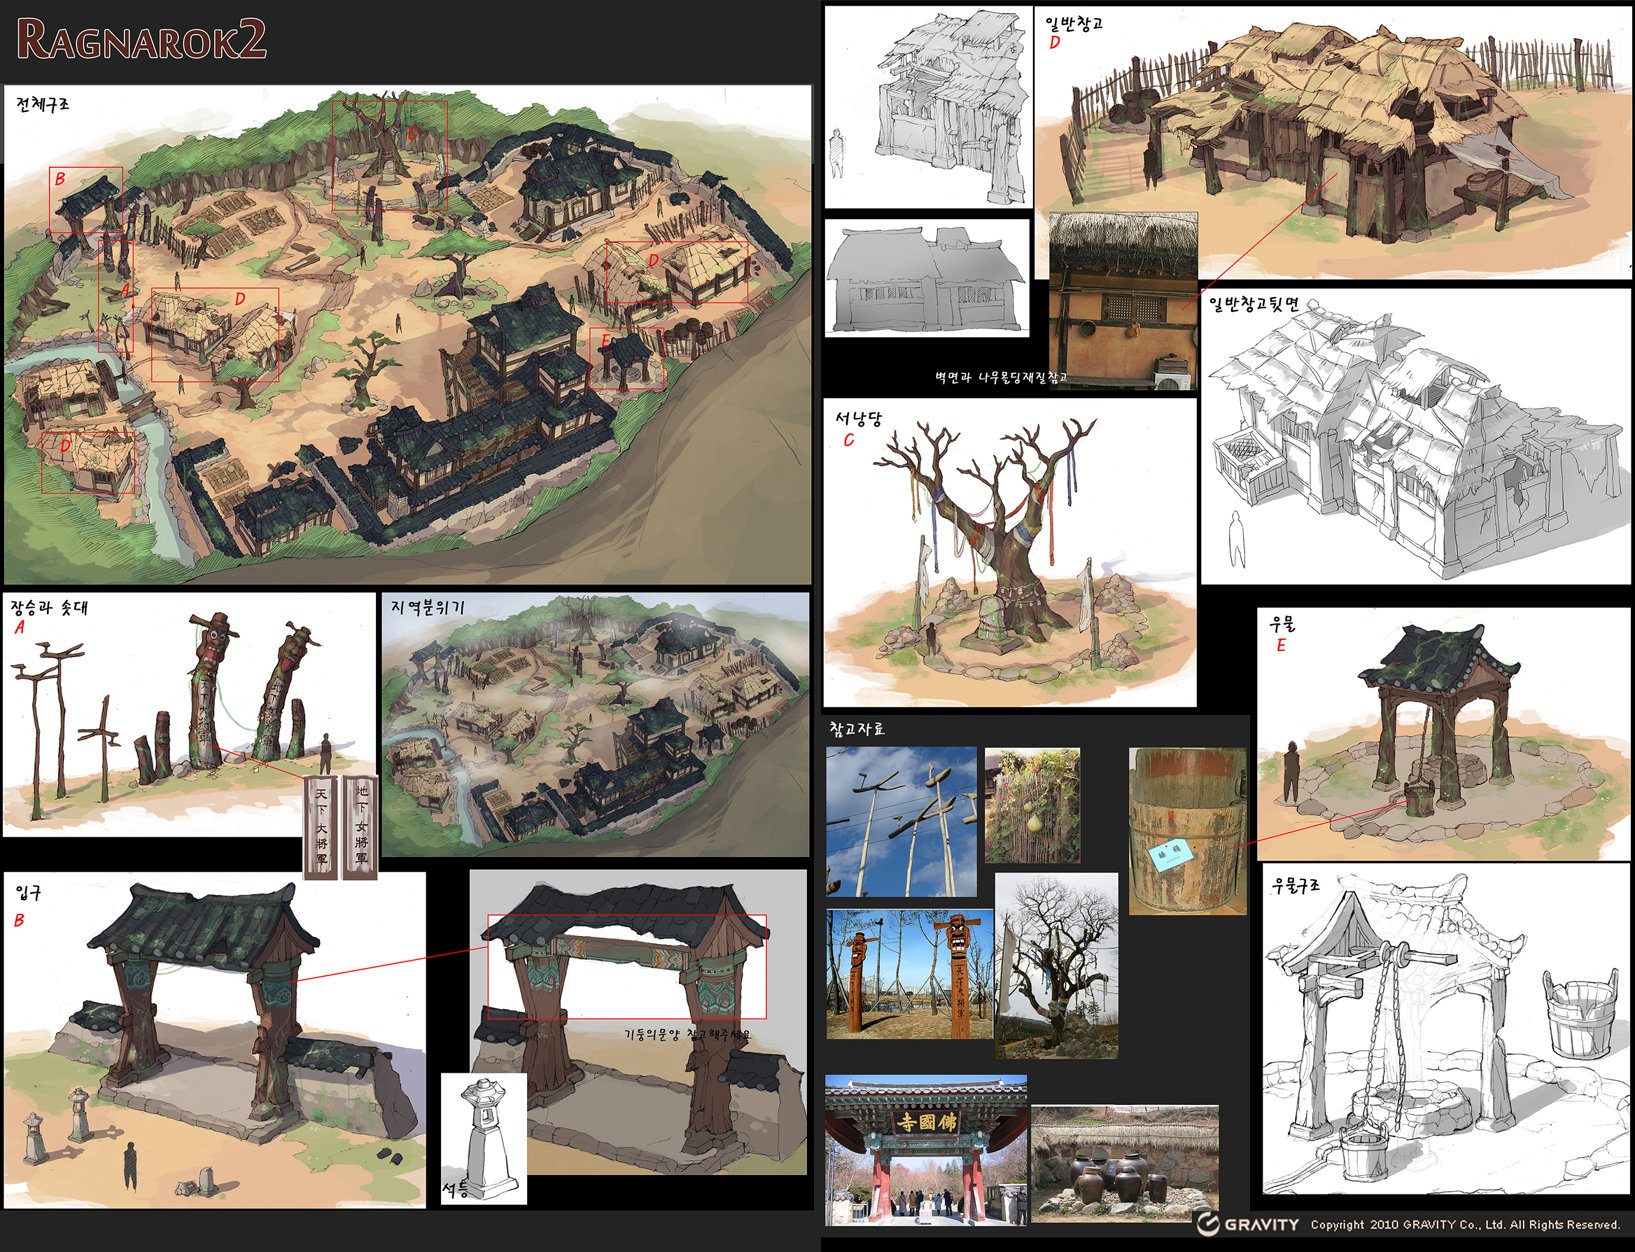 RAGNAROK2
전체구조
B
C
D
A
D
E
D
장승과 솟대
A
天下大將軍
地下女將軍
지역분위기
입구
B
기둥의문양 참고해주세요
석등
일반창고
D
벽면과 나무몰딩재질참고
일반창고뒷면
서낭당
C
우물
E
참고자료
天下大將軍
寺國佛
우물구조
GRAVITY Copyright 2010 GRAVITY Co., Ltd. All Rights Reserved.